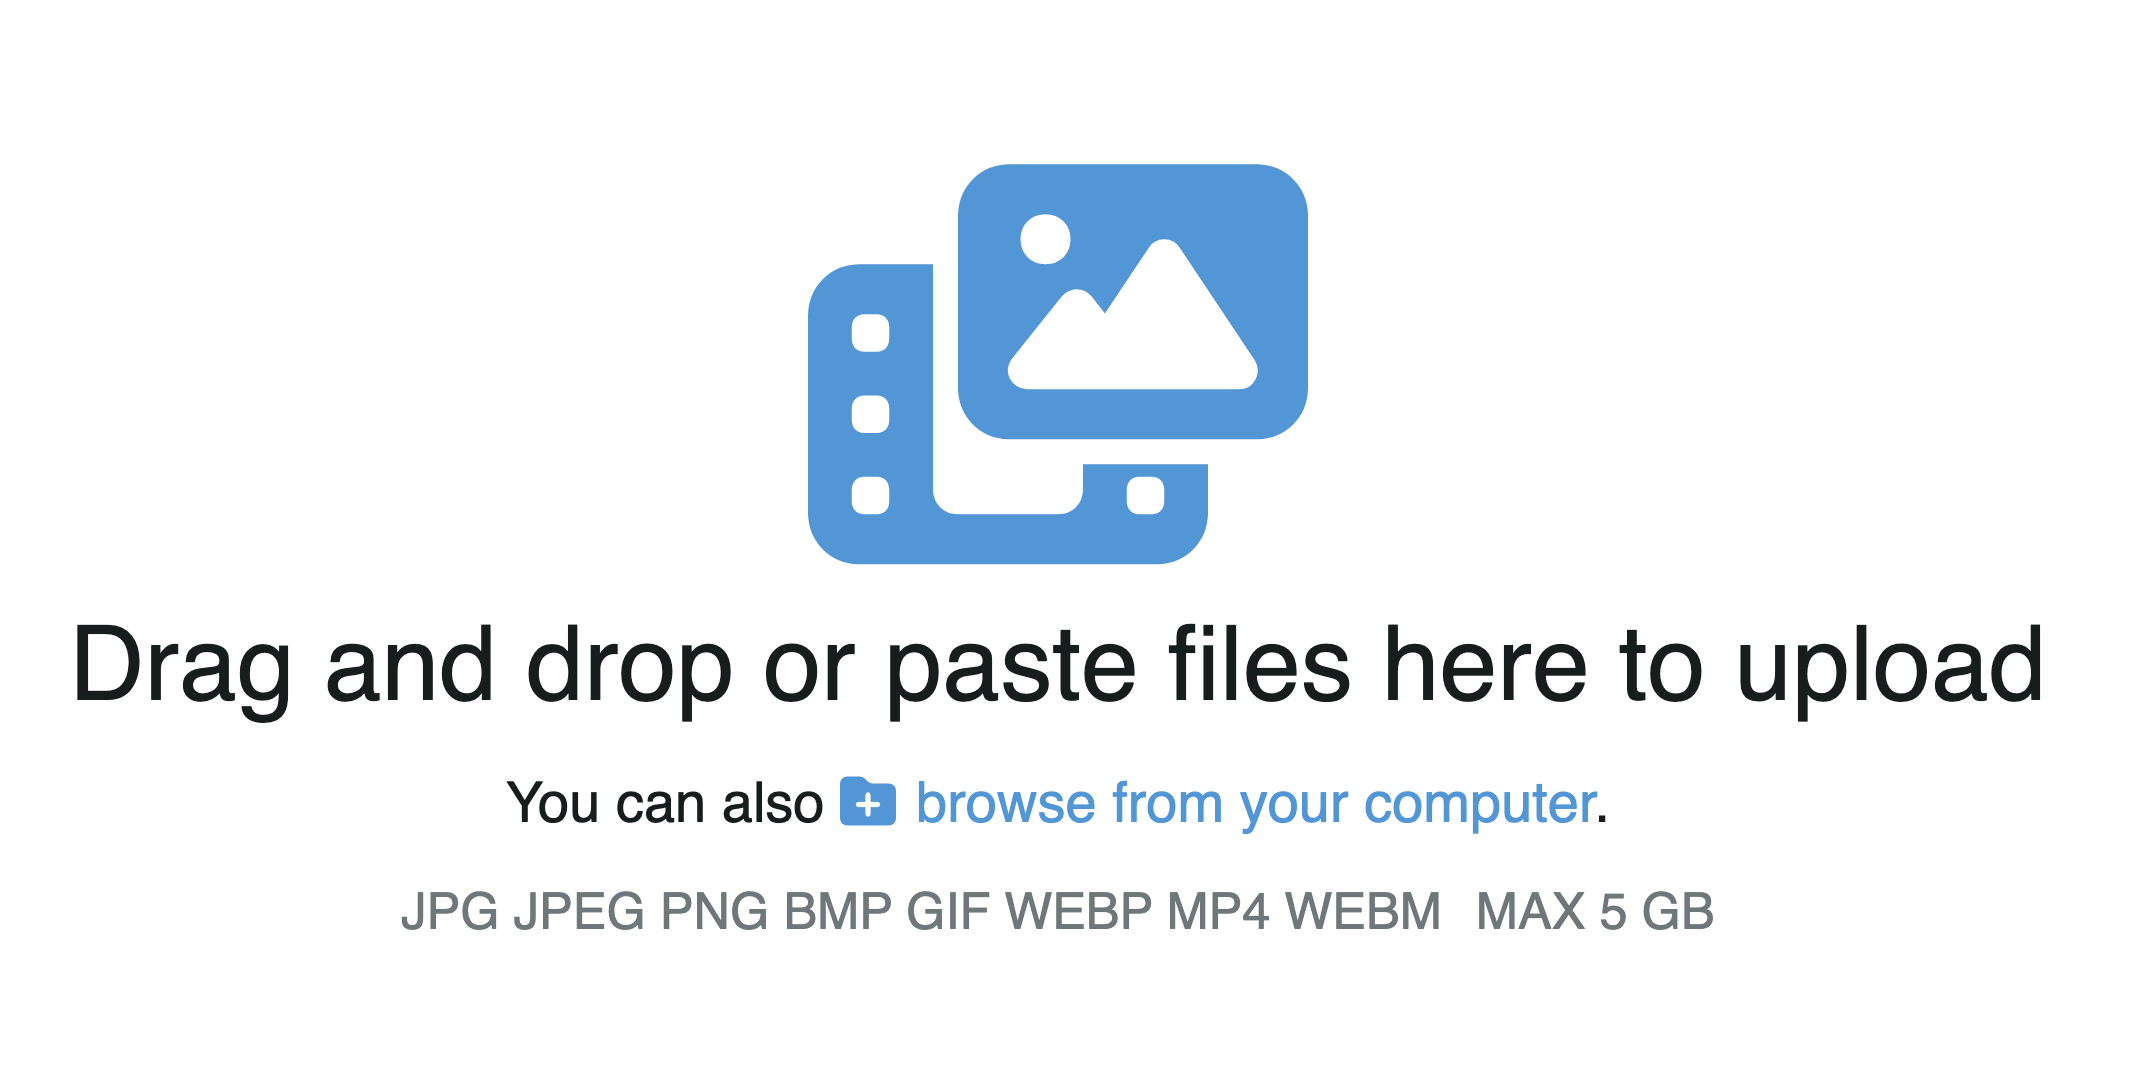 Drag and drop or paste files here to upload
You can also browse from your computer.
JPG JPEG PNG BMP GIF WEBP MP4 WEBM MAX 5 GB